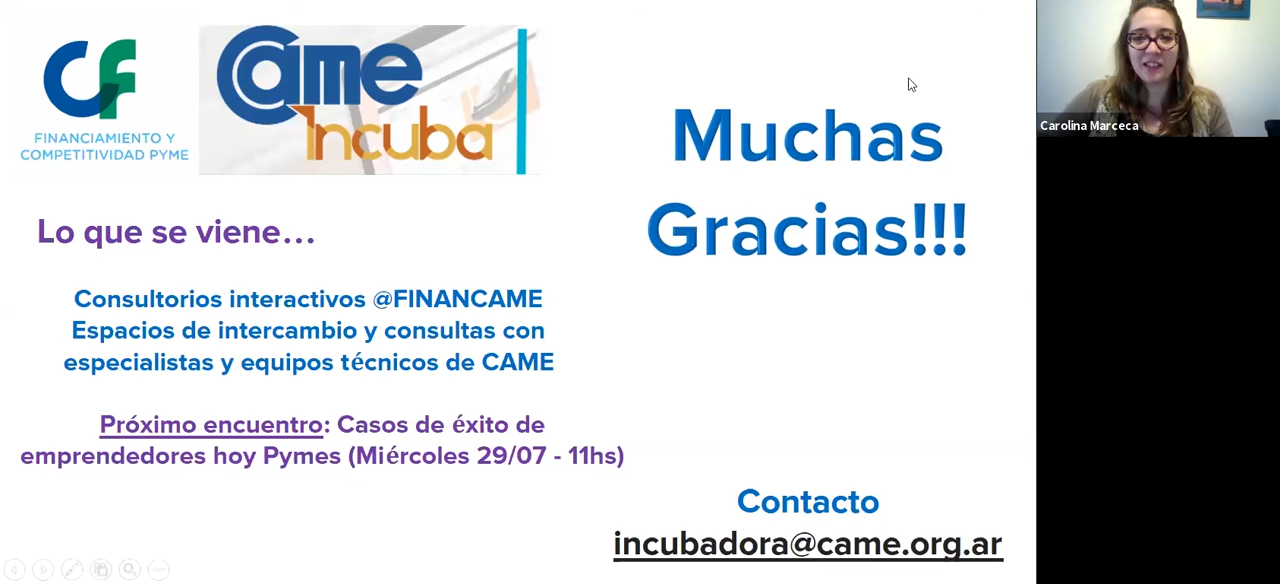 CF
FINANCIAMIENTO Y
COMPETITIVIDAD PYME
Came
incuba
Muchas
Gracias!!!
Carolina Marceca
Lo que se viene...
Consultorios interactivos @FINANCAME
Espacios de intercambio y consultas con
especialistas y equipos técnicos de CAME
Próximo encuentro: Casos de éxito de
emprendedores hoy Pymes (Miércoles 29/07 - 11hs)
Contacto
incubadora@came.org.ar